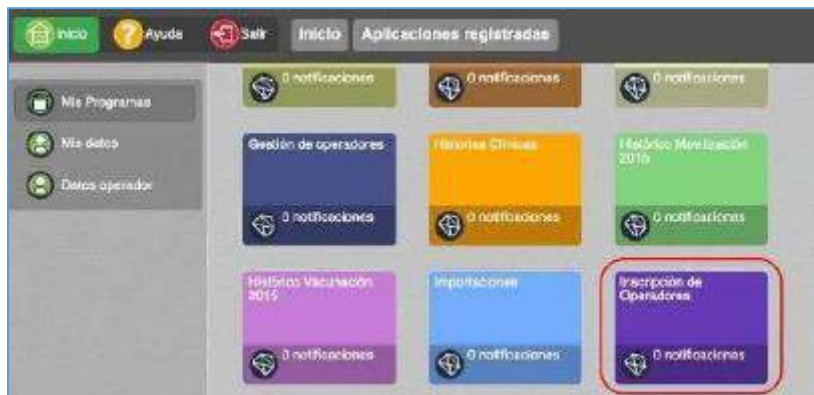 Inicio
Ayuda
Salir
Inicio
Aplicaciones registradas
Mis Programas
Mis datos
Datos operador
0 notificaciones
0 notificaciones
0 notificaciones
Gestión de operadores
0 notificaciones
Historias Clínicas
0 notificaciones
Histórico Movilización
2015
0 notificaciones
Histórico Vacunación
2015
0 notificaciones
Importaciones
0 notificaciones
Inscripción de
Operadores
0 notificaciones